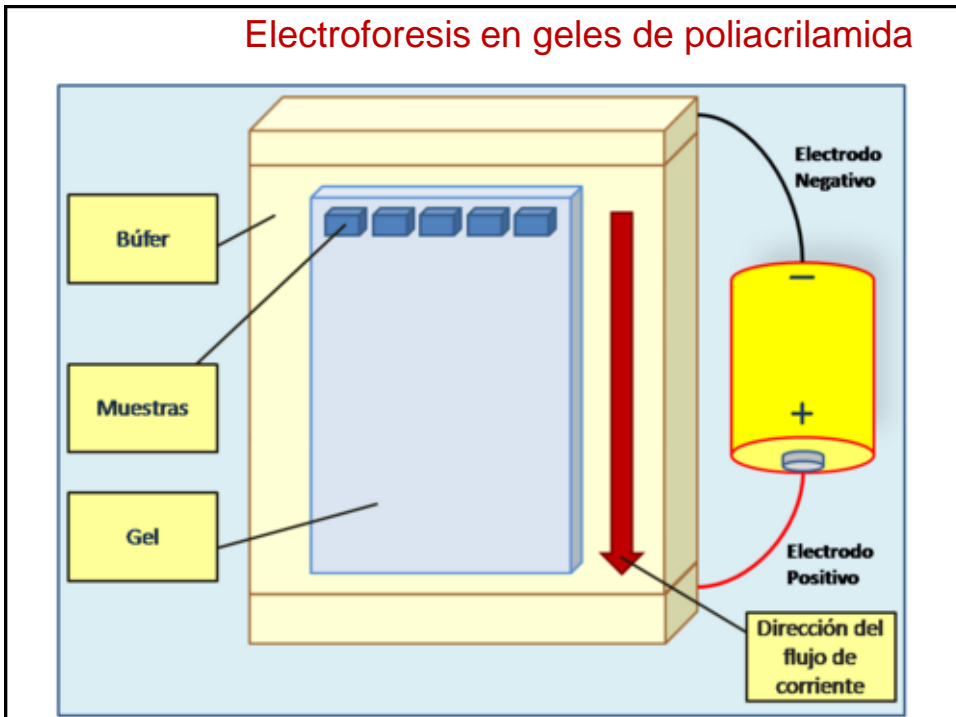 Electroforesis en geles de poliacrilamida
Electrodo
Negativo
Búfer
−
Muestras
+
Gel
Electrodo
Positivo
Dirección del
flujo de
corriente